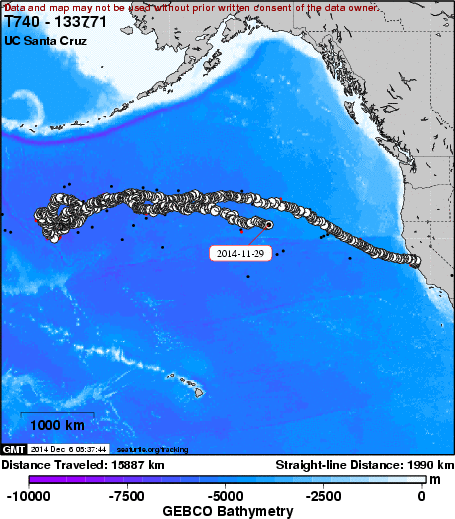 Data and map may not be used without prior written consent of the data owner.
T740 - 133771
UC Santa Cruz
2014-11-29
1000 km
GMT 2014 Dec 6 05:37:44 seaturtle.org/tracking
Distance Traveled: 15887 km Straight-line Distance: 1990 km
m
-10000 -7500 -5000 -2500 0
GEBCO Bathymetry